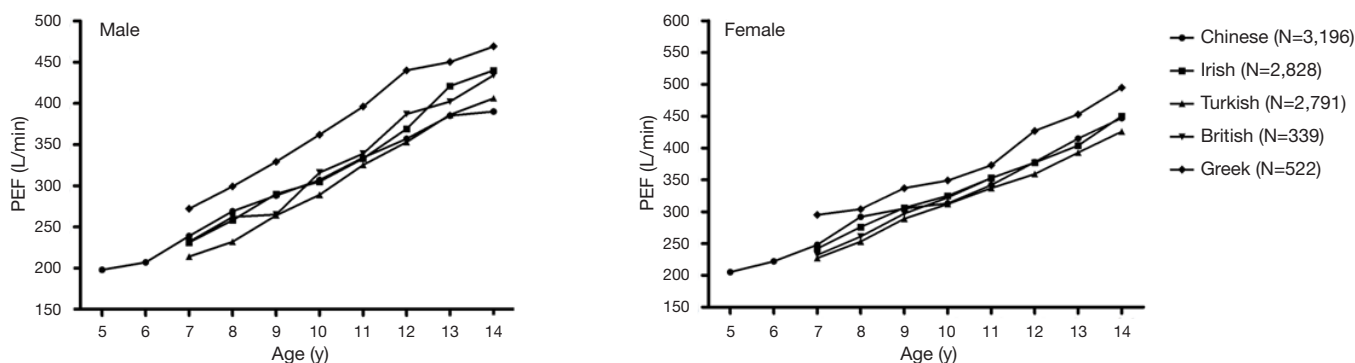 Male
500
450
400
350
300
250
200
150
PEF (L/min)
5 6 7 8 9 10 11 12 13 14
Age (y)
Female
600
550
500
450
400
350
300
250
200
150
PEF (L/min)
5 6 7 8 9 10 11 12 13 14
Age (y)
Chinese (N=3,196)
Irish (N=2,828)
Turkish (N=2,791)
British (N=339)
Greek (N=522)